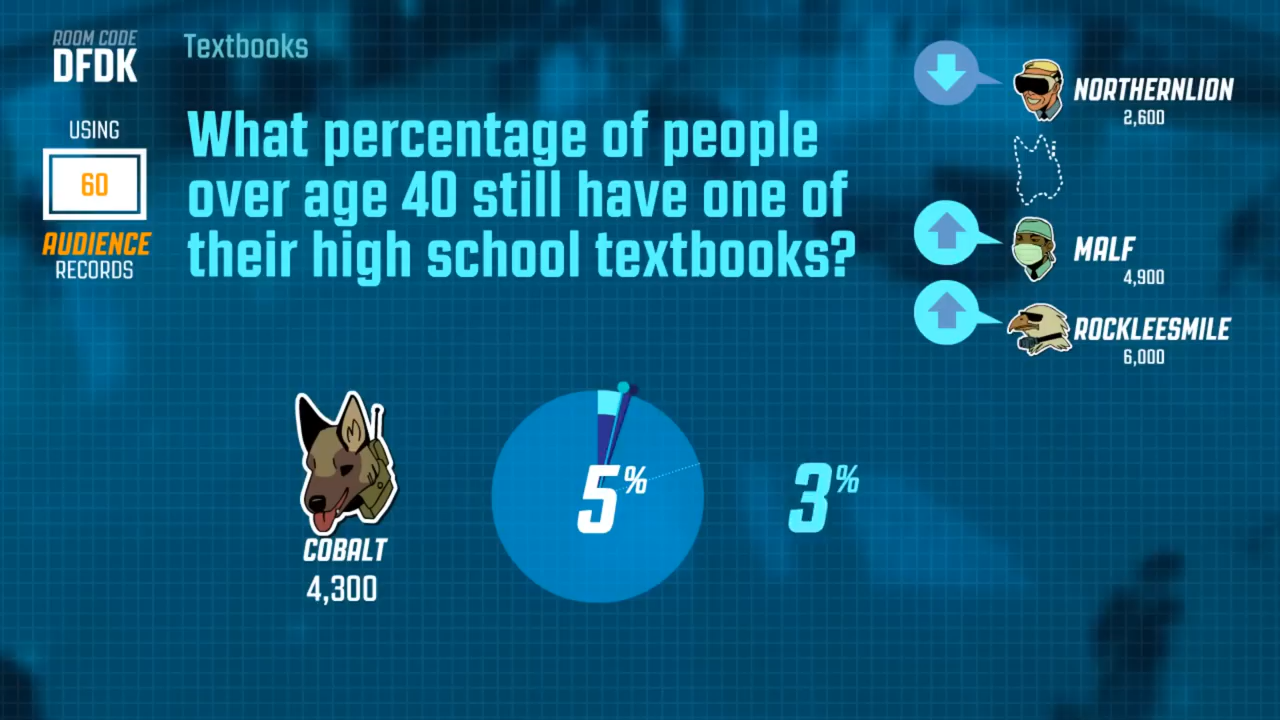 ROOM CODE
DFDK
USING
60
AUDIENCE
RECORDS
Textbooks
What percentage of people
over age 40 still have one of
their high school textbooks?
NORTHERNLION
2,600
MALF
4,900
ROCKLEESMILE
6,000
COBALT
4,300
5%
3%